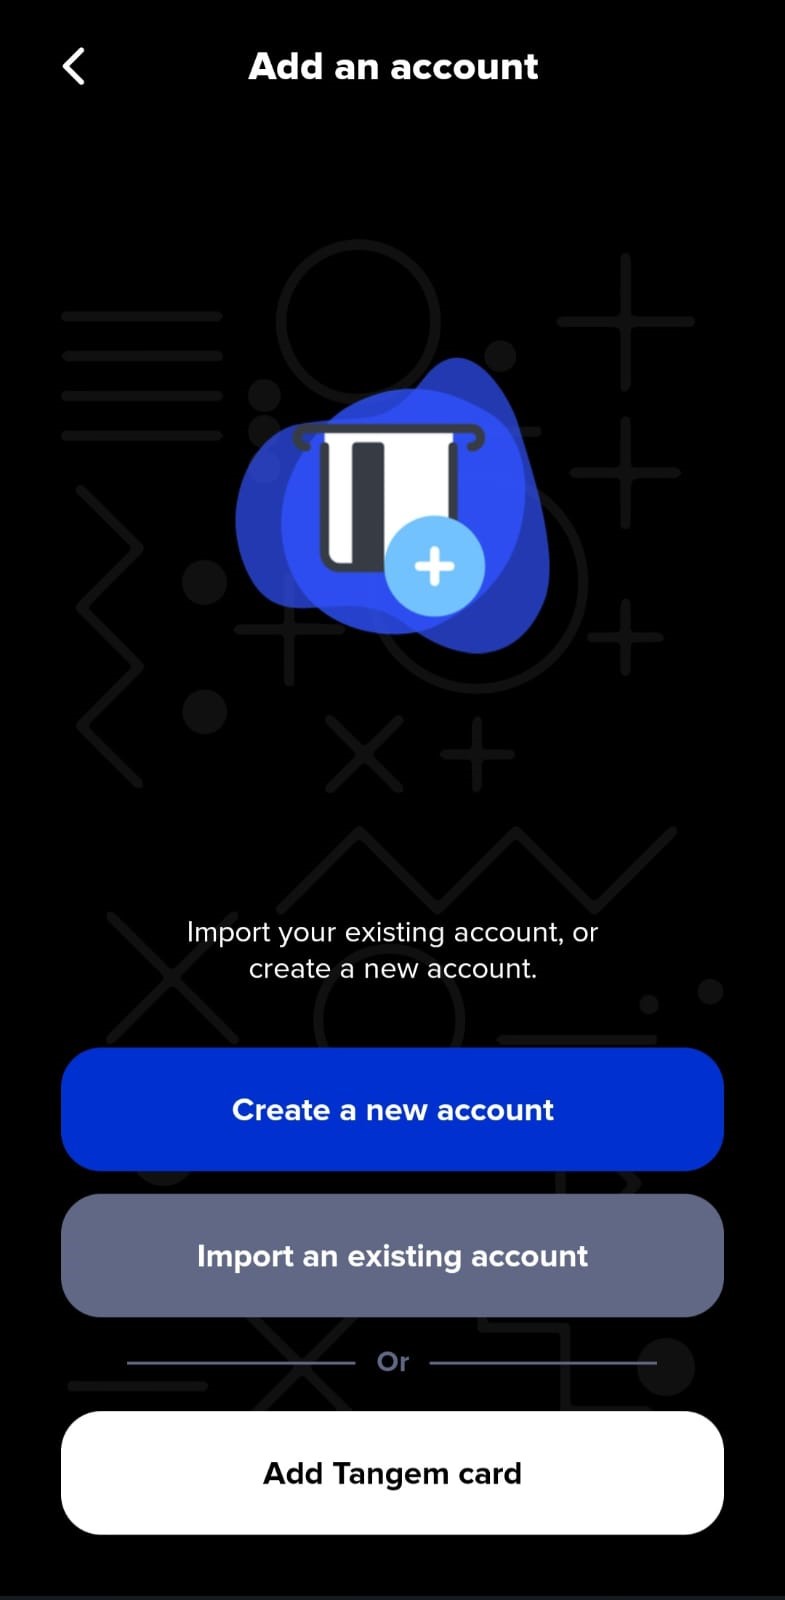 Add an account
Import your existing account, or
create a new account.
Create a new account
Import an existing account
Or
Add Tangem card